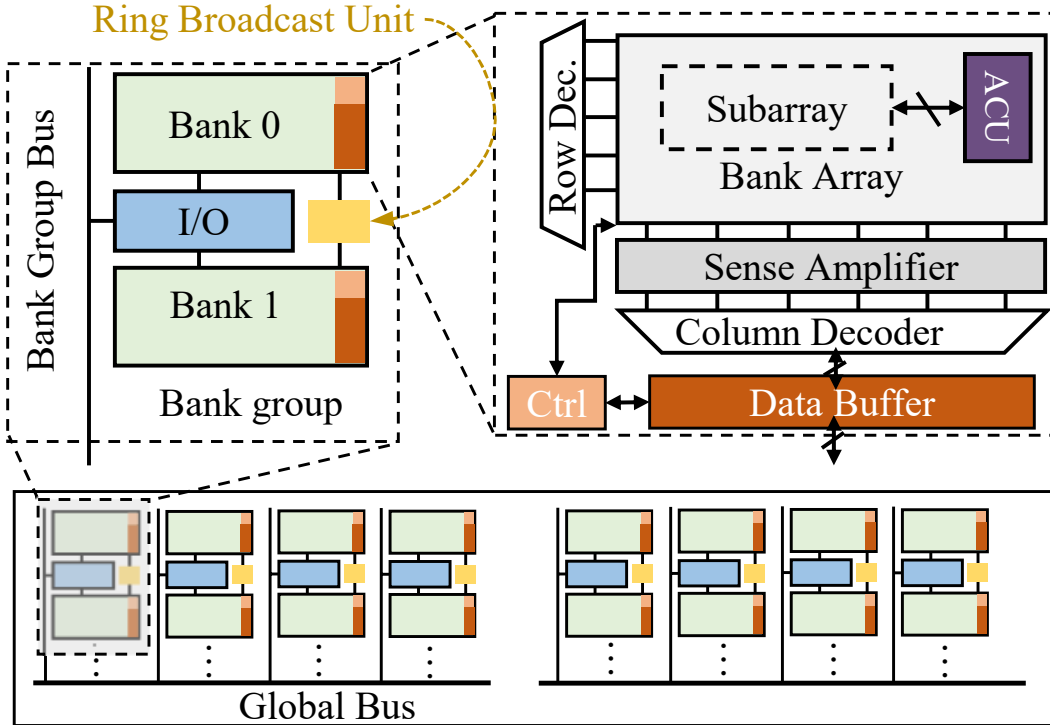 Ring Broadcast Unit
Bank Group Bus
Bank 0
I/O
Bank 1
Bank group
Row Dec.
Subarray
ACU
Bank Array
Sense Amplifier
Column Decoder
Ctrl
Data Buffer
Global Bus